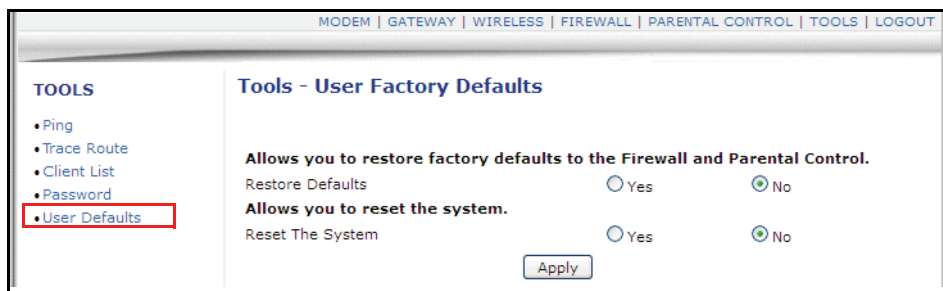 MODEM | GATEWAY | WIRELESS | FIREWALL | PARENTAL CONTROL | TOOLS | LOGOUT
TOOLS
• Ping
• Trace Route
• Client List
• Password
• User Defaults
Tools - User Factory Defaults
Allows you to restore factory defaults to the Firewall and Parental Control.
Restore Defaults Yes No
Allows you to reset the system.
Reset The System Yes No
Apply